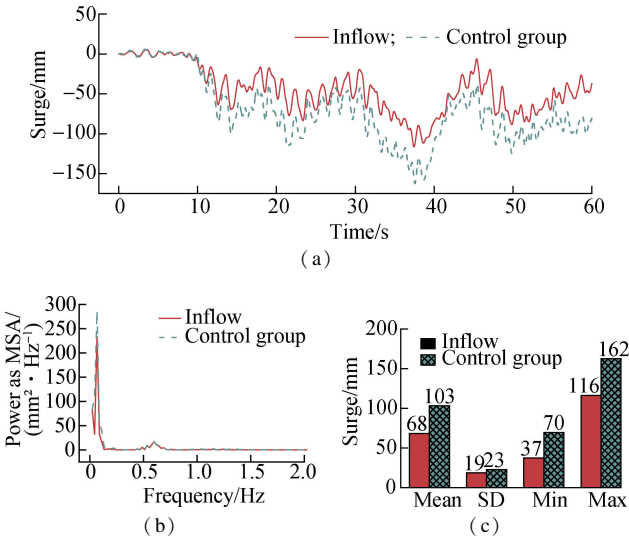 50
0
−50
−100
−150
Surge/mm
Inflow; Control group
0 10 20 30 40 50 60
Time/s
(a)
300
250
200
150
100
50
0
Power as MSA/
(mm²·Hz⁻¹)
Inflow
Control group
0 0.5 1.0 1.5 2.0
Frequency/Hz
(b)
200
150
100
50
0
Surge/mm
Inflow
Control group
68 103 19 23 37 70 116 162
Mean SD Min Max
(c)